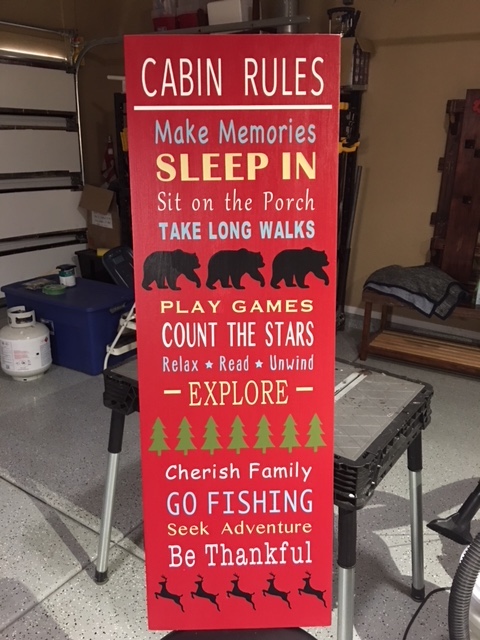 CABIN RULES
Make Memories
SLEEP IN
Sit on the Porch
TAKE LONG WALKS
PLAY GAMES
COUNT THE STARS
Relax ★ Read ★ Unwind
– EXPLORE –
Cherish Family
GO FISHING
Seek Adventure
Be Thankful